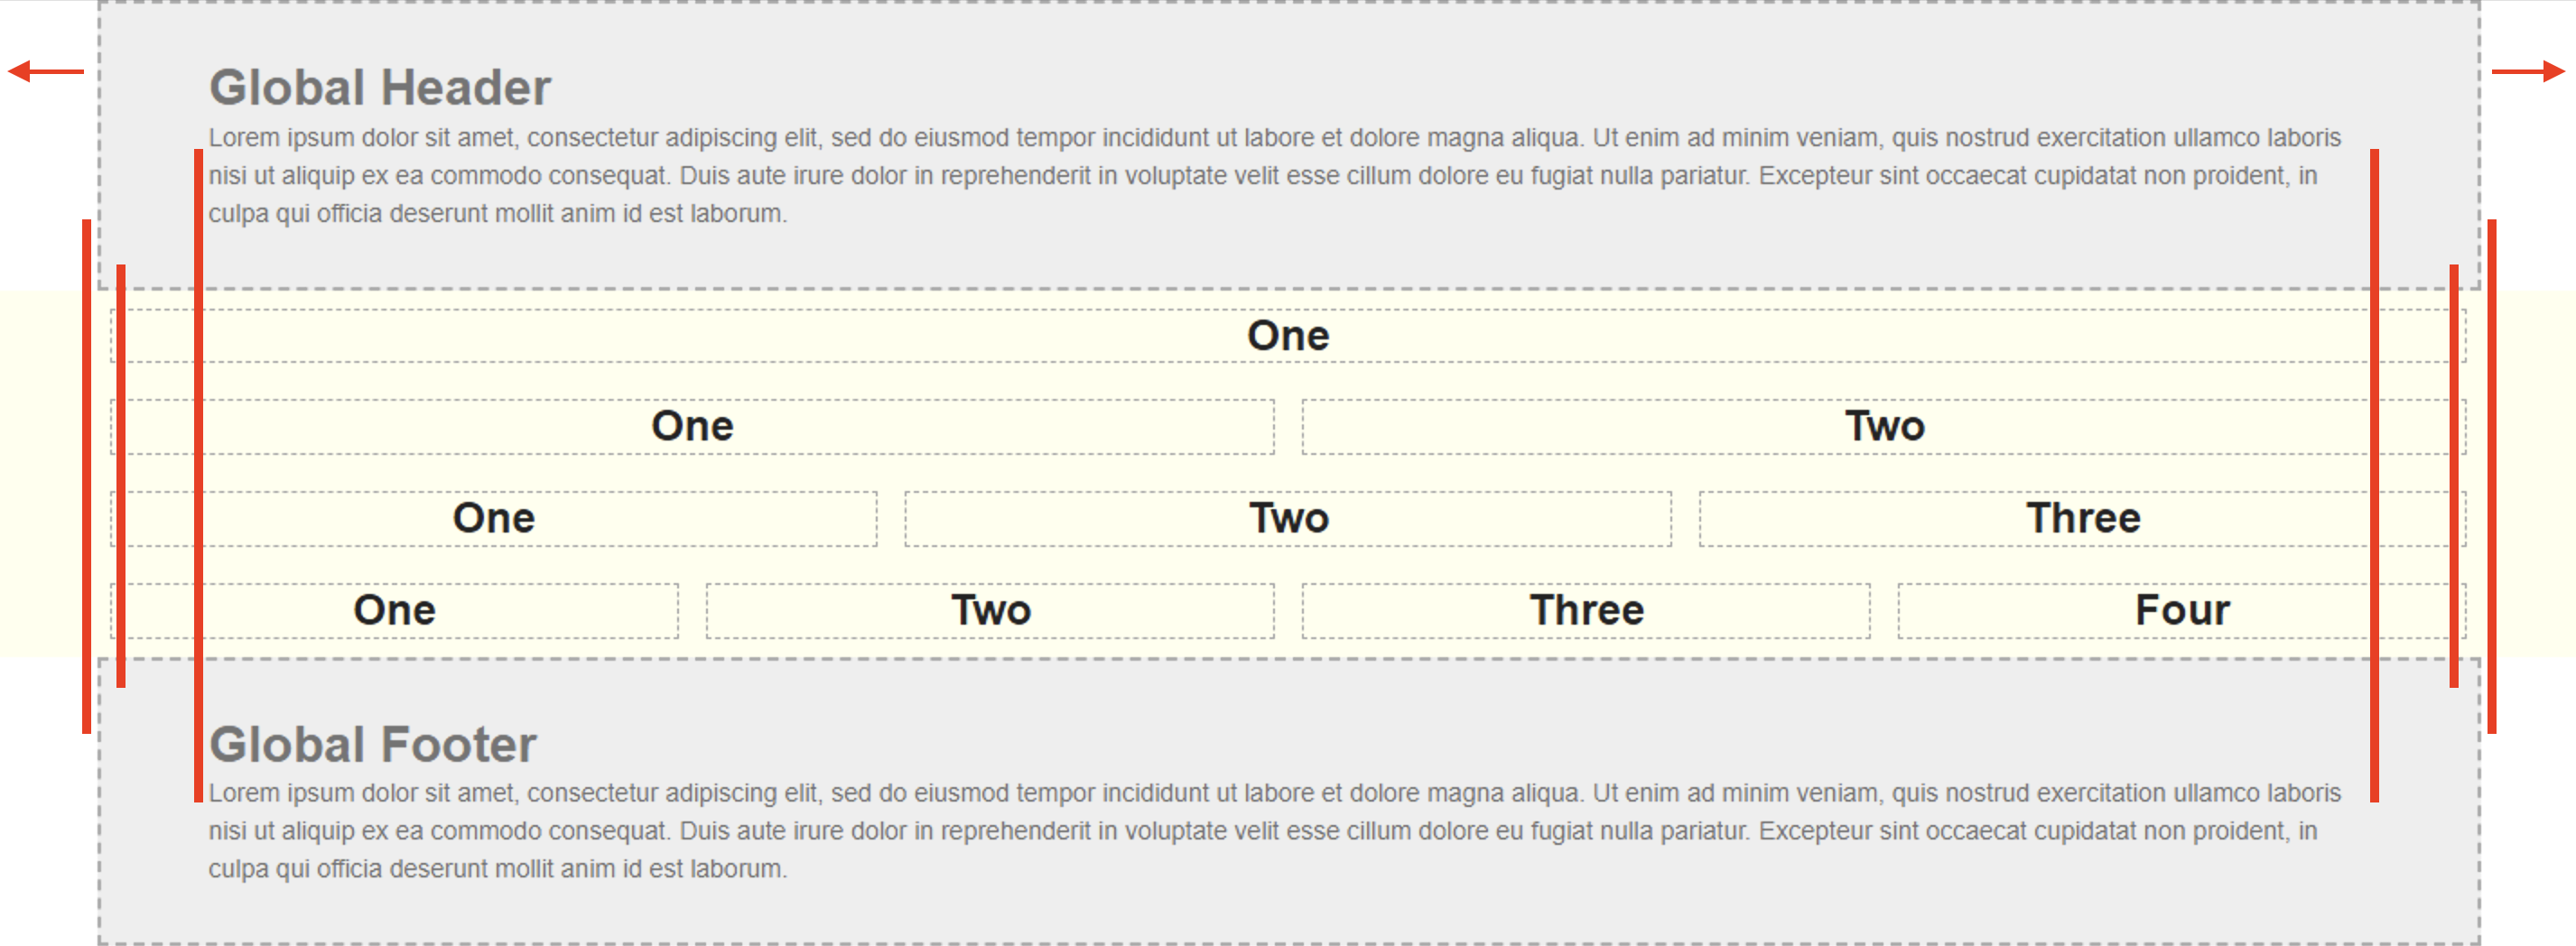 Global Header
Lorem ipsum dolor sit amet, consectetur adipiscing elit, sed do eiusmod tempor incididunt ut labore et dolore magna aliqua. Ut enim ad minim veniam, quis nostrud exercitation ullamco laboris
nisi ut aliquip ex ea commodo consequat. Duis aute irure dolor in reprehenderit in voluptate velit esse cillum dolore eu fugiat nulla pariatur. Excepteur sint occaecat cupidatat non proident, in
culpa qui officia deserunt mollit anim id est laborum.
One
One Two
One Two Three
One Two Three Four
Global Footer
Lorem ipsum dolor sit amet, consectetur adipiscing elit, sed do eiusmod tempor incididunt ut labore et dolore magna aliqua. Ut enim ad minim veniam, quis nostrud exercitation ullamco laboris
nisi ut aliquip ex ea commodo consequat. Duis aute irure dolor in reprehenderit in voluptate velit esse cillum dolore eu fugiat nulla pariatur. Excepteur sint occaecat cupidatat non proident, in
culpa qui officia deserunt mollit anim id est laborum.